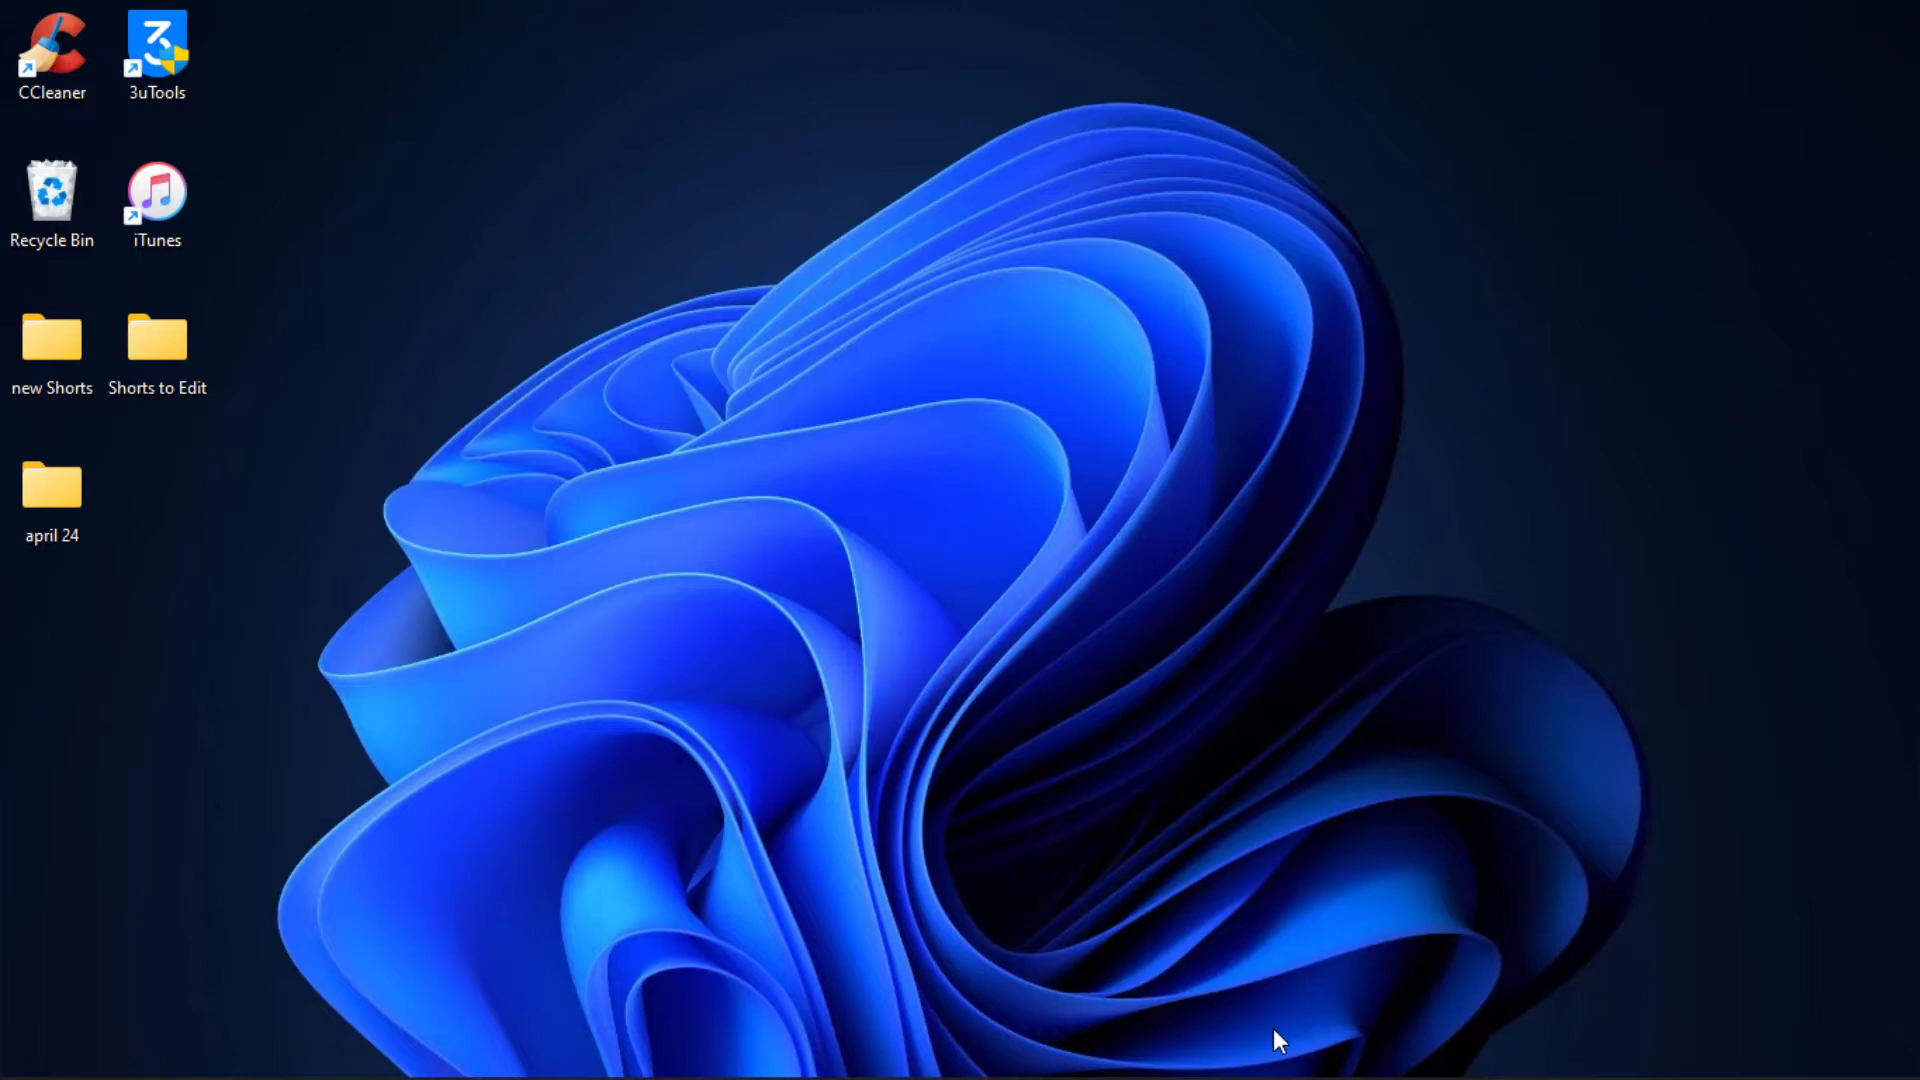 CCleaner
3uTools
Recycle Bin
iTunes
new Shorts
Shorts to Edit
april 24